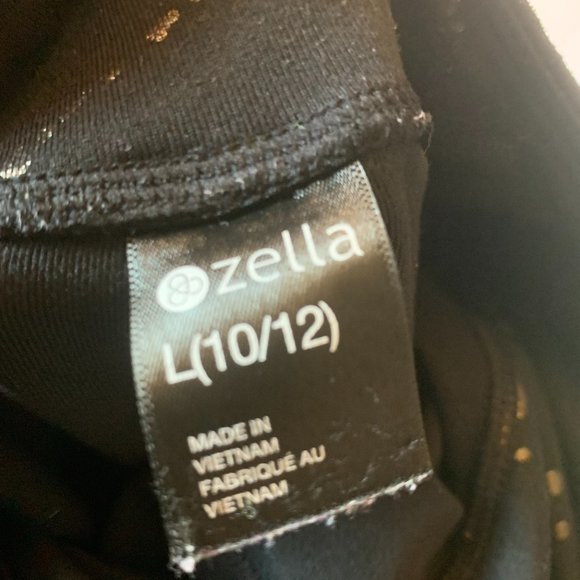 zella
L(10/12)
MADE IN
VIETNAM
FABRIQUÉ AU
VIETNAM